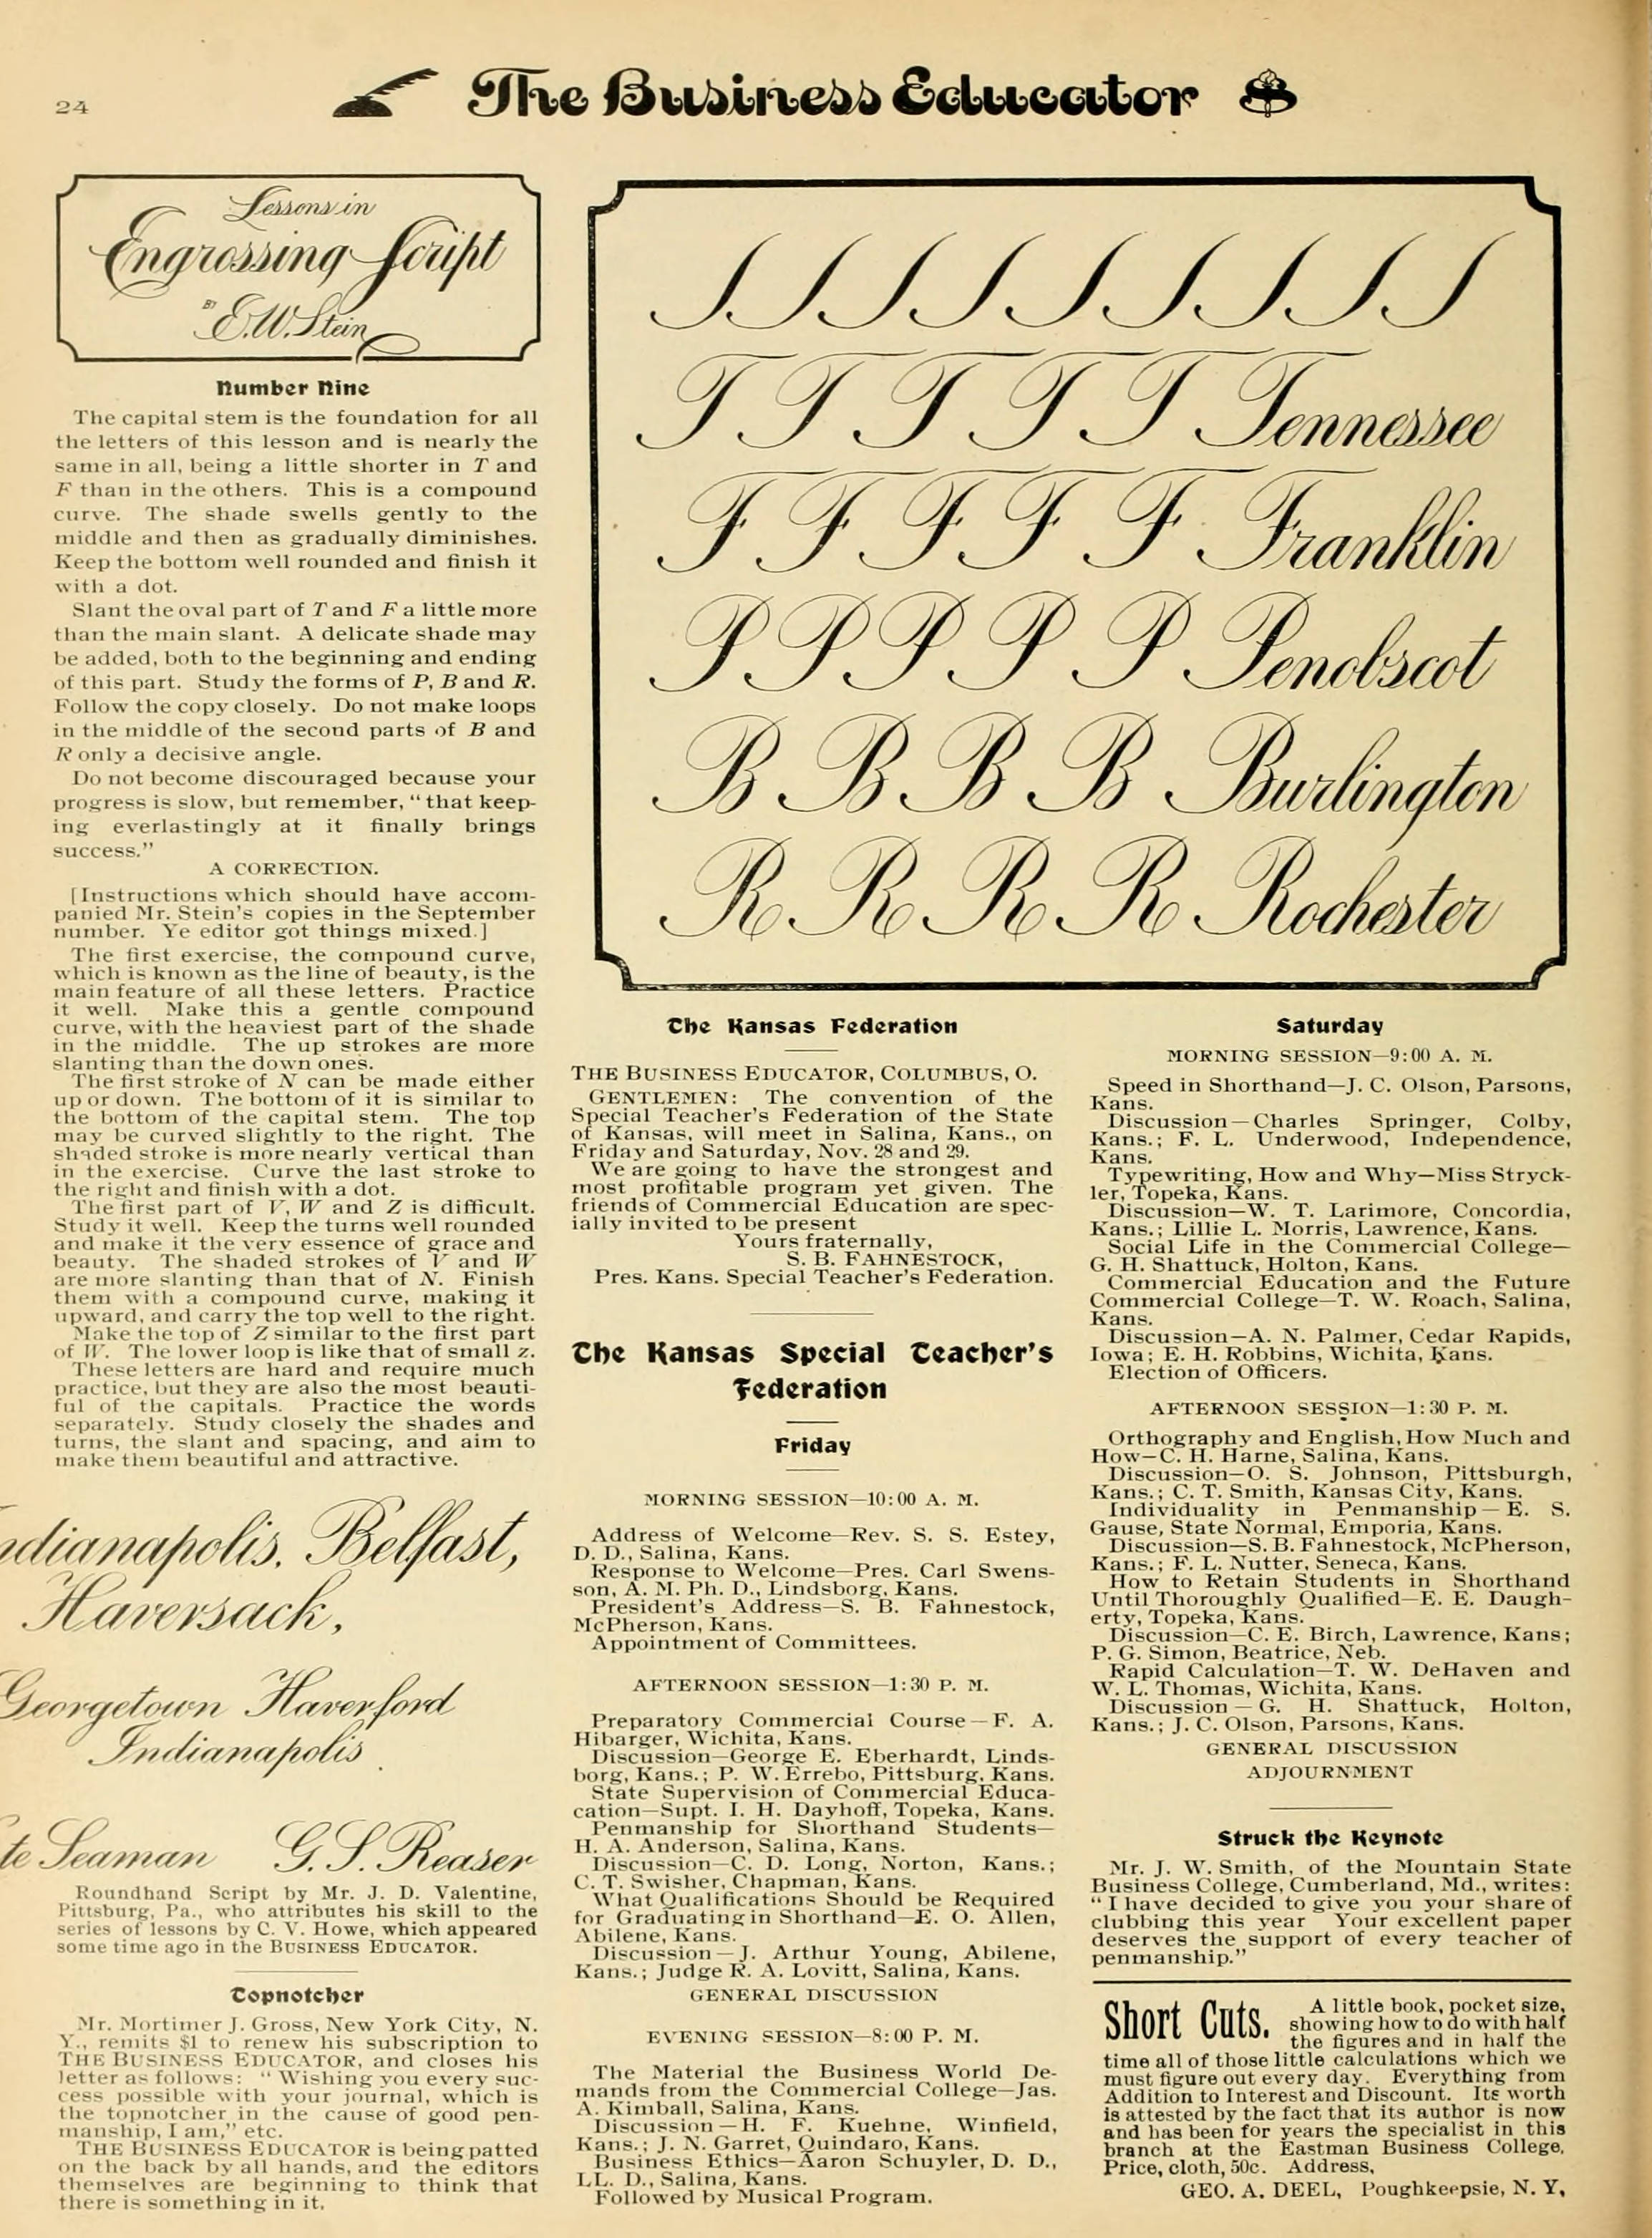 24
The Business Educator
Lessons in
Engrossing Script
BY
E. W. Stein
Number Nine
The capital stem is the foundation for all
the letters of this lesson and is nearly the
same in all, being a little shorter in T and
F than in the others. This is a compound
curve. The shade swells gently to the
middle and then as gradually diminishes.
Keep the bottom well rounded and finish it
with a dot.
Slant the oval part of T and F a little more
than the main slant. A delicate shade may
be added, both to the beginning and ending
of this part. Study the forms of P, B and R.
Follow the copy closely. Do not make loops
in the middle of the second parts of B and
R only a decisive angle.
Do not become discouraged because your
progress is slow, but remember, "that keep-
ing everlastingly at it finally brings
success."
A CORRECTION.
[Instructions which should have accom-
panied Mr. Stein's copies in the September
number. Ye editor got things mixed.]
The first exercise, the compound curve,
which is known as the line of beauty, is the
main feature of all these letters. Practice
it well. Make this a gentle compound
curve, with the heaviest part of the shade
in the middle. The up strokes are more
slanting than the down ones.
The first stroke of N can be made either
up or down. The bottom of it is similar to
the bottom of the capital stem. The top
may be curved slightly to the right. The
shaded stroke is more nearly vertical than
in the exercise. Curve the last stroke to
the right and finish with a dot.
The first part of V, W and Z is difficult.
Study it well. Keep the turns well rounded
and make it the very essence of grace and
beauty. The shaded strokes of V and W
are more slanting than that of N. Finish
them with a compound curve, making it
upward, and carry the top well to the right.
Make the top of Z similar to the first part
of W. The lower loop is like that of small z.
These letters are hard and require much
practice, but they are also the most beauti-
ful of the capitals. Practice the words
separately. Study closely the shades and
turns, the slant and spacing, and aim to
make them beautiful and attractive.
ndianapolis, Belfast,
Haversack,
Georgetown Haverford
Indianapolis
te Seaman G. S. Reaser
Roundhand Script by Mr. J. D. Valentine,
Pittsburg, Pa., who attributes his skill to the
series of lessons by C. V. Howe, which appeared
some time ago in the BUSINESS EDUCATOR.
Topnotcher
Mr. Mortimer J. Gross, New York City, N.
Y., remits $1 to renew his subscription to
THE BUSINESS EDUCATOR, and closes his
letter as follows: "Wishing you every suc-
cess possible with your journal, which is
the topnotcher in the cause of good pen-
manship, I am," etc.
THE BUSINESS EDUCATOR is being patted
on the back by all hands, and the editors
themselves are beginning to think that
there is something in it.
T T T T T Tennessee
F F F F F Franklin
P P P P P Penobscot
B B B B Burlington
R R R R Rochester
The Kansas Federation
THE BUSINESS EDUCATOR, COLUMBUS, O.
GENTLEMEN: The convention of the
Special Teacher's Federation of the State
of Kansas, will meet in Salina, Kans., on
Friday and Saturday, Nov. 28 and 29.
We are going to have the strongest and
most profitable program yet given. The
friends of Commercial Education are spec-
ially invited to be present
Yours fraternally,
S. B. FAHNESTOCK,
Pres. Kans. Special Teacher's Federation.
The Kansas Special Teacher's
Federation
Friday
MORNING SESSION—10:00 A. M.
Address of Welcome—Rev. S. S. Estey,
D. D., Salina, Kans.
Response to Welcome—Pres. Carl Swens-
son, A. M. Ph. D., Lindsborg, Kans.
President's Address—S. B. Fahnestock,
McPherson, Kans.
Appointment of Committees.
AFTERNOON SESSION—1:30 P. M.
Preparatory Commercial Course—F. A.
Hibarger, Wichita, Kans.
Discussion—George E. Eberhardt, Linds-
borg, Kans.; P. W. Errebo, Pittsburg, Kans.
State Supervision of Commercial Educa-
cation—Supt. I. H. Dayhoff, Topeka, Kans.
Penmanship for Shorthand Students—
H. A. Anderson, Salina, Kans.
Discussion—C. D. Long, Norton, Kans.;
C. T. Swisher, Chapman, Kans.
What Qualifications Should be Required
for Graduating in Shorthand—E. O. Allen,
Abilene, Kans.
Discussion—J. Arthur Young, Abilene,
Kans.; Judge R. A. Lovitt, Salina, Kans.
GENERAL DISCUSSION
EVENING SESSION—8:00 P. M.
The Material the Business World De-
mands from the Commercial College—Jas.
A. Kimball, Salina, Kans.
Discussion—H. F. Kuehne, Winfield,
Kans.; J. N. Garret, Quindaro, Kans.
Business Ethics—Aaron Schuyler, D. D.,
LL. D., Salina, Kans.
Followed by Musical Program.
Saturday
MORNING SESSION—9:00 A. M.
Speed in Shorthand—J. C. Olson, Parsons,
Kans.
Discussion—Charles Springer, Colby,
Kans.; F. L. Underwood, Independence,
Kans.
Typewriting, How and Why—Miss Stryck-
ler, Topeka, Kans.
Discussion—W. T. Larimore, Concordia,
Kans.; Lillie L. Morris, Lawrence, Kans.
Social Life in the Commercial College—
G. H. Shattuck, Holton, Kans.
Commercial Education and the Future
Commercial College—T. W. Roach, Salina,
Kans.
Discussion—A. N. Palmer, Cedar Rapids,
Iowa; E. H. Robbins, Wichita, Kans.
Election of Officers.
AFTERNOON SESSION—1:30 P. M.
Orthography and English, How Much and
How—C. H. Harne, Salina, Kans.
Discussion—O. S. Johnson, Pittsburgh,
Kans.; C. T. Smith, Kansas City, Kans.
Individuality in Penmanship—E. S.
Gause, State Normal, Emporia, Kans.
Discussion—S. B. Fahnestock, McPherson,
Kans.; F. L. Nutter, Seneca, Kans.
How to Retain Students in Shorthand
Until Thoroughly Qualified—E. E. Daugh-
erty, Topeka, Kans.
Discussion—C. E. Birch, Lawrence, Kans;
P. G. Simon, Beatrice, Neb.
Rapid Calculation—T. W. DeHaven and
W. L. Thomas, Wichita, Kans.
Discussion—G. H. Shattuck, Holton,
Kans.; J. C. Olson, Parsons, Kans.
GENERAL DISCUSSION
ADJOURNMENT
Struck the Keynote
Mr. J. W. Smith, of the Mountain State
Business College, Cumberland, Md., writes:
"I have decided to give you your share of
clubbing this year Your excellent paper
deserves the support of every teacher of
penmanship."
Short Cuts. A little book, pocket size,
showing how to do with half
the figures and in half the
time all of those little calculations which we
must figure out every day. Everything from
Addition to Interest and Discount. Its worth
is attested by the fact that its author is now
and has been for years the specialist in this
branch at the Eastman Business College,
Price, cloth, 50c. Address,
GEO. A. DEEL, Poughkeepsie, N. Y.